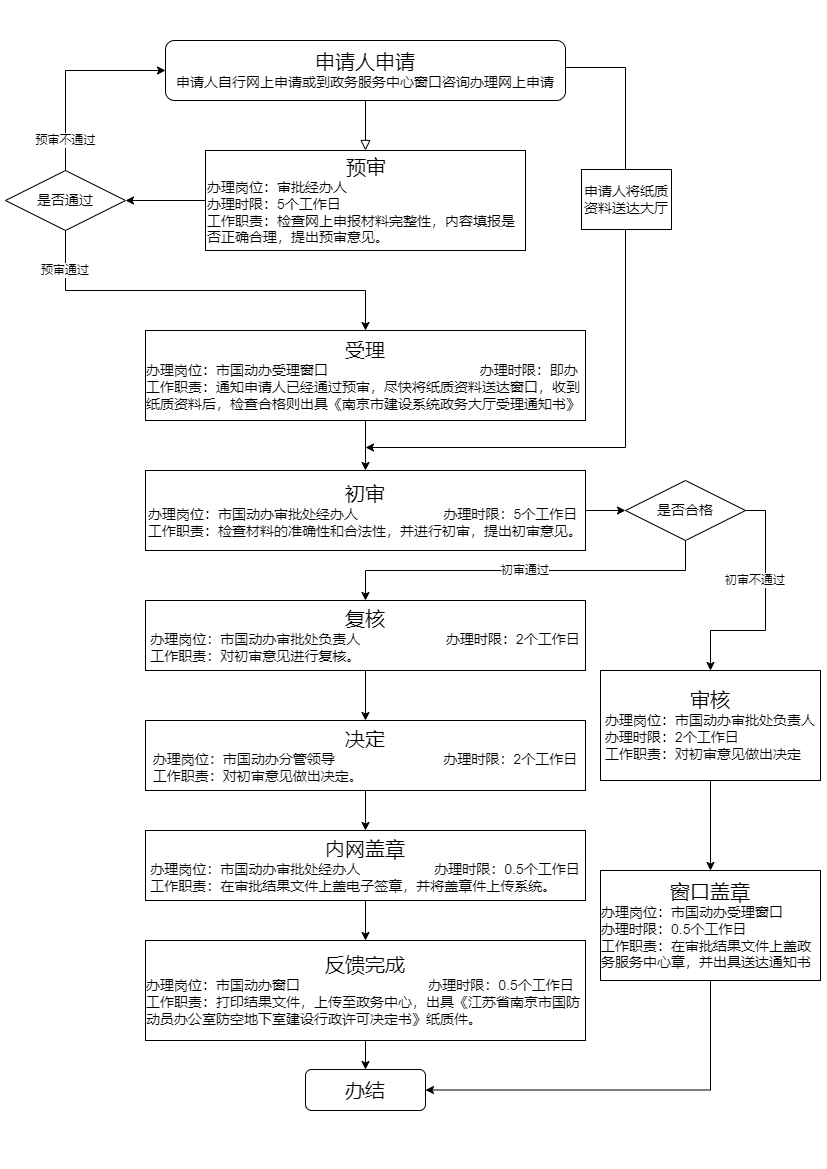 申请人申请
申请人自行网上申请或到政务服务中心窗口咨询办理网上申请
预审不通过
预审
办理岗位：审批经办人
办理时限：5个工作日
工作职责：检查网上申报材料完整性，内容填报是
否正确合理，提出预审意见。
是否通过
申请人将纸质
资料送达大厅
预审通过
受理
办理岗位：市国动办受理窗口 办理时限：即办
工作职责：通知申请人已经通过预审，尽快将纸质资料送达窗口，收到
纸质资料后，检查合格则出具《南京市建设系统政务大厅受理通知书》
初审
办理岗位：市国动办审批处经办人 办理时限：5个工作日
工作职责：检查材料的准确性和合法性，并进行初审，提出初审意见。
是否合格
初审通过
初审不通过
复核
办理岗位：市国动办审批处负责人 办理时限：2个工作日
工作职责：对初审意见进行复核。
审核
办理岗位：市国动办审批处负责人
办理时限：2个工作日
工作职责：对初审意见做出决定
决定
办理岗位：市国动办分管领导 办理时限：2个工作日
工作职责：对初审意见做出决定。
内网盖章
办理岗位：市国动办审批处经办人 办理时限：0.5个工作日
工作职责：在审批结果文件上盖电子签章，并将盖章件上传系统。
窗口盖章
办理岗位：市国动办受理窗口
办理时限：0.5个工作日
工作职责：在审批结果文件上盖政
务服务中心章，并出具送达通知书
反馈完成
办理岗位：市国动办窗口 办理时限：0.5个工作日
工作职责：打印结果文件，上传至政务中心，出具《江苏省南京市国防
动员办公室防空地下室建设行政许可决定书》纸质件。
办结